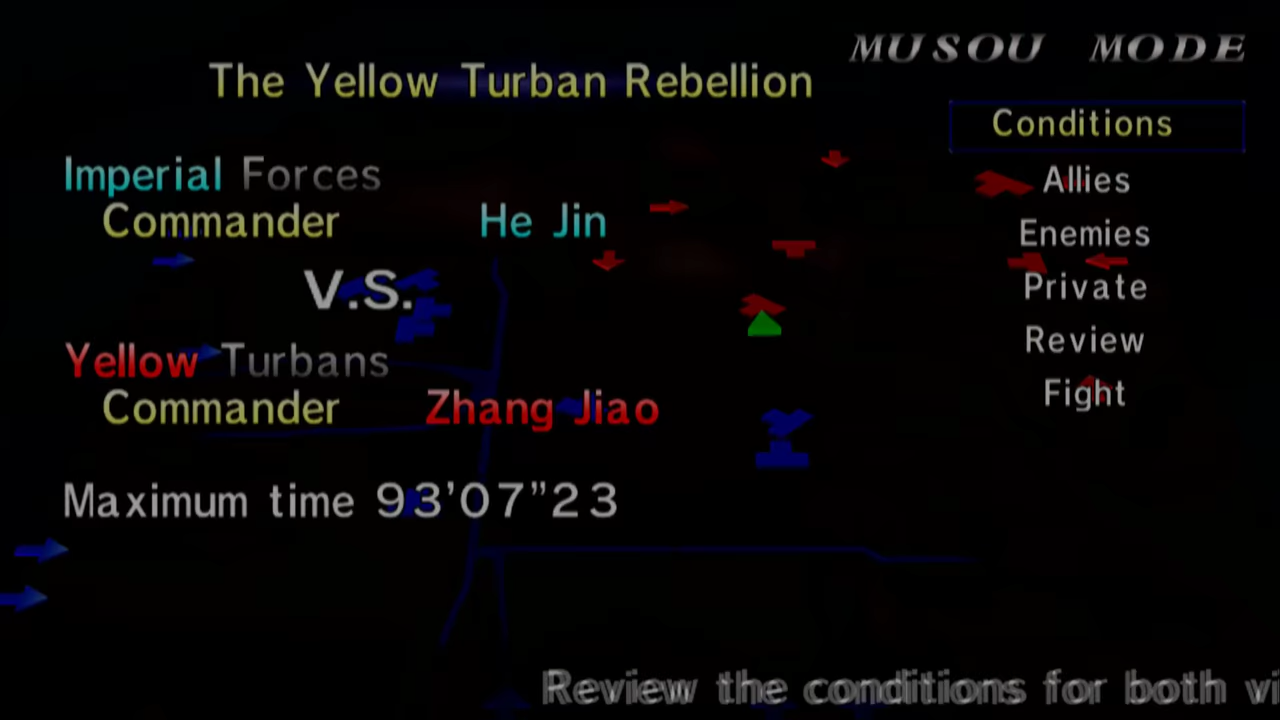 MUSOU MODE
The Yellow Turban Rebellion
Conditions
Imperial Forces
Allies
Commander He Jin
Enemies
V.S.
Private
Review
Yellow Turbans
Fight
Commander Zhang Jiao
Maximum time 93'07"23
Review the conditions for both